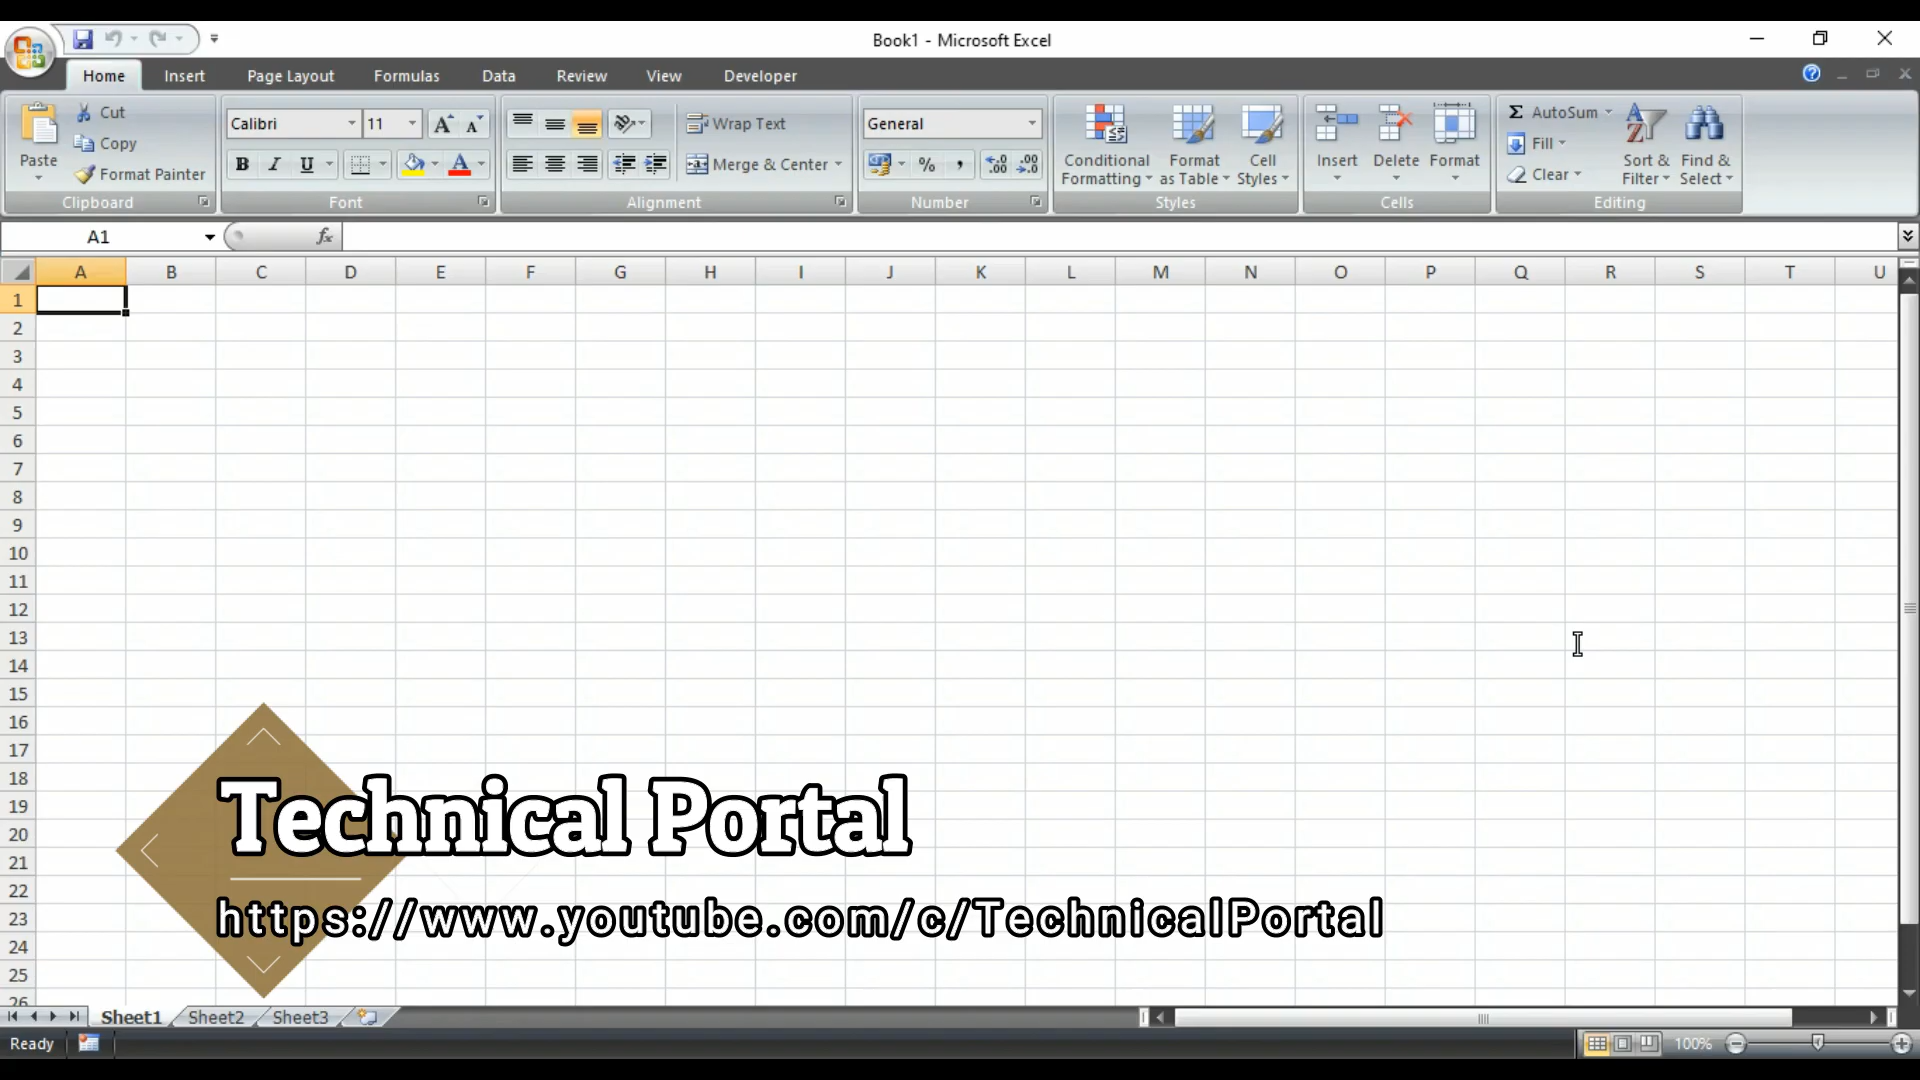 Book1 - Microsoft Excel
Home Insert Page Layout Formulas Data Review View Developer
Paste
Cut
Copy
Format Painter
Clipboard
Calibri 11
B I U
Font
Wrap Text
Merge & Center
Alignment
General
% ,
Number
Conditional Formatting
Format as Table
Cell Styles
Styles
Insert
Delete
Format
Cells
Σ AutoSum
Fill
Clear
Sort & Filter
Find & Select
Editing
A1 fx
A B C D E F G H I J K L M N O P Q R S T U
1
2
3
4
5
6
7
8
9
10
11
12
13
14
15
16
17
18
19
20
21
22
23
24
25
26
Technical Portal
https://www.youtube.com/c/TechnicalPortal
Sheet1 Sheet2 Sheet3
Ready 100%